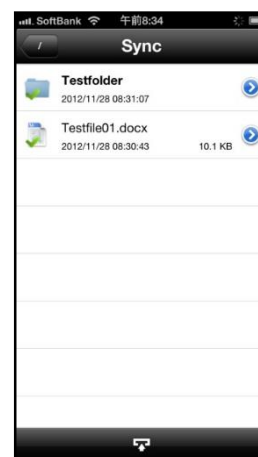 SoftBank 午前8:34
/ Sync
Testfolder
2012/11/28 08:31:07
Testfile01.docx
2012/11/28 08:30:43 10.1 KB